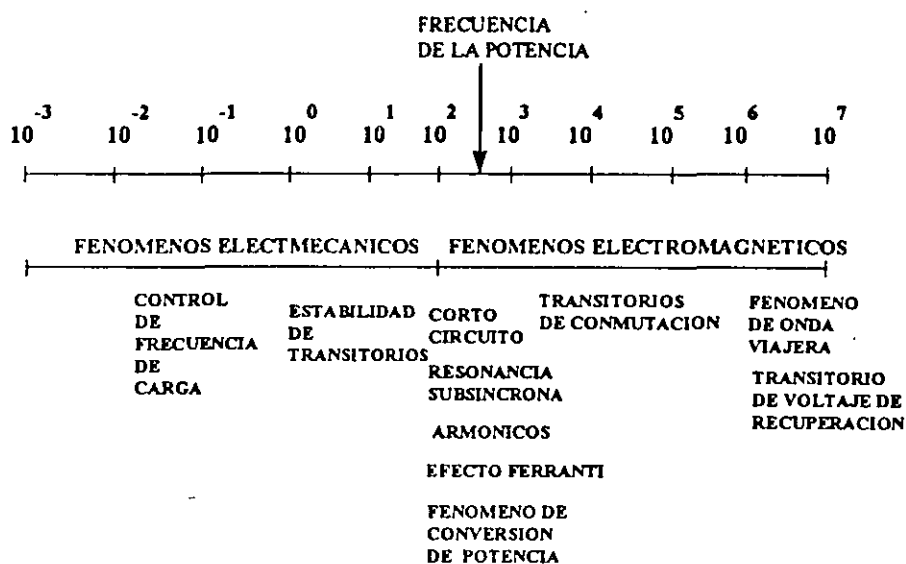 FRECUENCIA
DE LA POTENCIA
10^-3 10^-2 10^-1 10^0 10^1 10^2 10^3 10^4 10^5 10^6 10^7
FENOMENOS ELECTMECANICOS
FENOMENOS ELECTROMAGNETICOS
CONTROL
DE
FRECUENCIA
DE
CARGA
ESTABILIDAD
DE
TRANSITORIOS
CORTO
CIRCUITO
RESONANCIA
SUBSINCRONA
ARMONICOS
EFECTO FERRANTI
FENOMENO DE
CONVERSION
DE POTENCIA
TRANSITORIOS
DE CONMUTACION
FENOMENO
DE ONDA
VIAJERA
TRANSITORIO
DE VOLTAJE DE
RECUPERACION